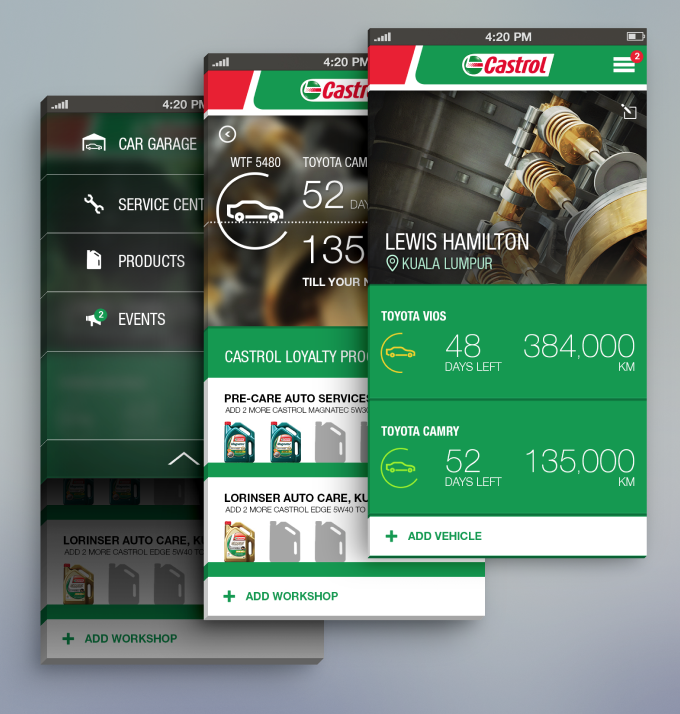 4:20 PM
CAR GARAGE
SERVICE CENT
PRODUCTS
2
EVENTS
LORINSER AUTO CARE, K
ADD 2 MORE CASTROL EDGE 5W40 TO
+ ADD WORKSHOP
4:20 PM
Castr
WTF 5480
TOYOTA CAM
52 DAY
135
TILL YOUR N
CASTROL LOYALTY PRO
PRE-CARE AUTO SERVICES
ADD 2 MORE CASTROL MAGNATEC 5W30
LORINSER AUTO CARE, KU
ADD 2 MORE CASTROL EDGE 5W40 TO
+ ADD WORKSHOP
4:20 PM
Castrol
2
LEWIS HAMILTON
KUALA LUMPUR
TOYOTA VIOS
48 384,000
DAYS LEFT KM
TOYOTA CAMRY
52 135,000
DAYS LEFT KM
+ ADD VEHICLE